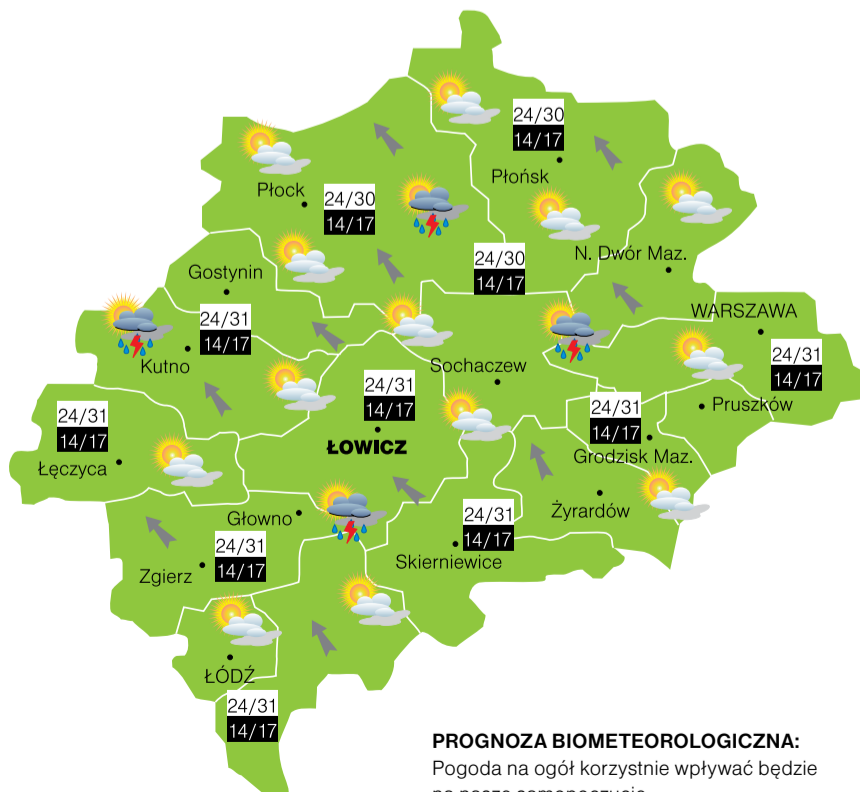 24/30
14/17
Płońsk
Płock
24/30
14/17
N. Dwór Maz.
24/30
14/17
Gostynin
WARSZAWA
24/31
14/17
Kutno
Sochaczew
24/31
14/17
24/31
14/17
ŁOWICZ
24/31
14/17
Pruszków
24/31
14/17
Łęczyca
Grodzisk Maz.
Żyrardów
Głowno
24/31
14/17
Skierniewice
24/31
14/17
Zgierz
ŁÓDŹ
24/31
14/17
PROGNOZA BIOMETEOROLOGICZNA:
Pogoda na ogół korzystnie wpływać będzie
na nasze samopoczucie